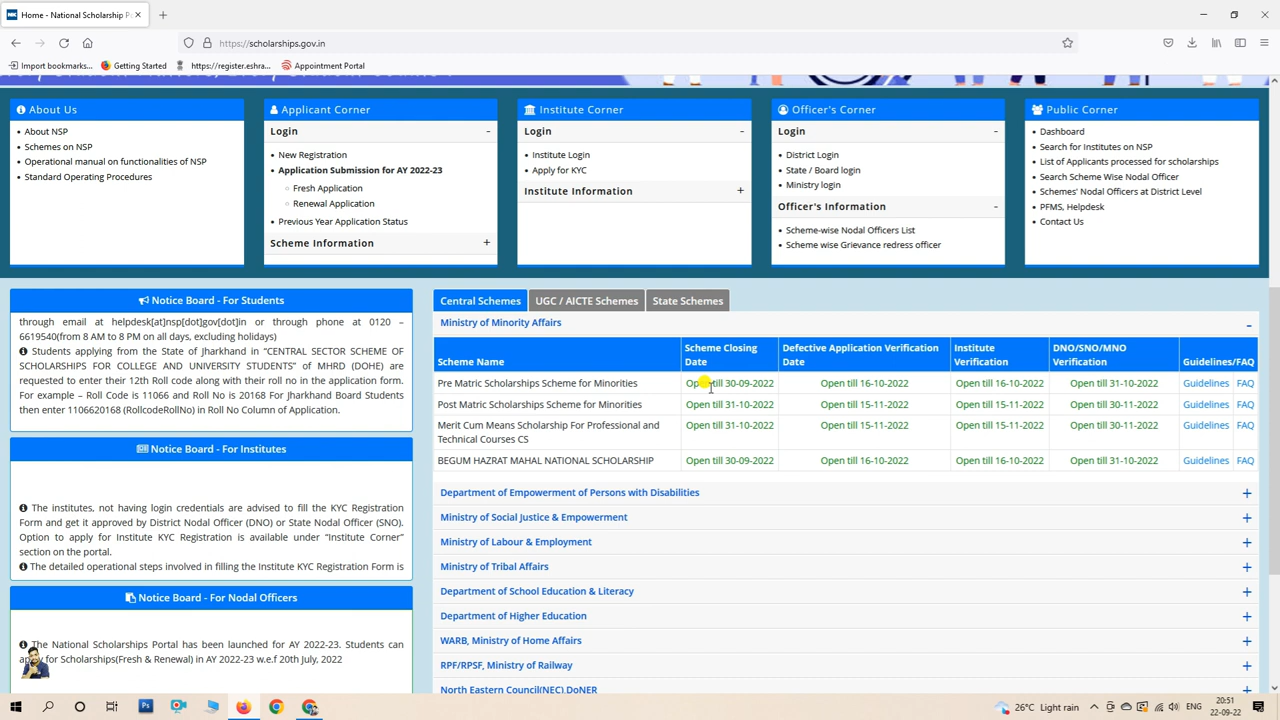 Home - National Scholarship P
https://scholarships.gov.in
Import bookmarks...
Getting Started
https://register.eshra...
Appointment Portal
About Us
About NSP
Schemes on NSP
Operational manual on functionalities of NSP
Standard Operating Procedures
Applicant Corner
Login -
New Registration
Application Submission for AY 2022-23
Fresh Application
Renewal Application
Previous Year Application Status
Scheme Information +
Institute Corner
Login -
Institute Login
Apply for KYC
Institute Information +
Officer's Corner
Login -
District Login
State / Board login
Ministry login
Officer's Information -
Scheme-wise Nodal Officers List
Scheme wise Grievance redress officer
Public Corner
Dashboard
Search for Institutes on NSP
List of Applicants processed for scholarships
Search Scheme Wise Nodal Officer
Schemes' Nodal Officers at District Level
PFMS, Helpdesk
Contact Us
Notice Board - For Students
through email at helpdesk[at]nsp[dot]gov[dot]in or through phone at 0120 –
6619540(from 8 AM to 8 PM on all days, excluding holidays)
Students applying from the State of Jharkhand in "CENTRAL SECTOR SCHEME OF
SCHOLARSHIPS FOR COLLEGE AND UNIVERSITY STUDENTS" of MHRD (DOHE) are
requested to enter their 12th Roll code along with their roll no in the application form.
For example – Roll Code is 11066 and Roll No is 20168 For Jharkhand Board Students
then enter 1106620168 (RollcodeRollNo) in Roll No Column of Application.
Notice Board - For Institutes
The institutes, not having login credentials are advised to fill the KYC Registration
Form and get it approved by District Nodal Officer (DNO) or State Nodal Officer (SNO).
Option to apply for Institute KYC Registration is available under "Institute Corner"
section on the portal.
The detailed operational steps involved in filling the Institute KYC Registration Form is
Notice Board - For Nodal Officers
The National Scholarships Portal has been launched for AY 2022-23. Students can
for Scholarships(Fresh & Renewal) in AY 2022-23 w.e.f 20th July, 2022
Central Schemes UGC / AICTE Schemes State Schemes
Ministry of Minority Affairs -
Scheme Name Scheme Closing Date Defective Application Verification Date Institute Verification DNO/SNO/MNO Verification Guidelines/FAQ
Pre Matric Scholarships Scheme for Minorities Open till 30-09-2022 Open till 16-10-2022 Open till 16-10-2022 Open till 31-10-2022 Guidelines FAQ
Post Matric Scholarships Scheme for Minorities Open till 31-10-2022 Open till 15-11-2022 Open till 15-11-2022 Open till 30-11-2022 Guidelines FAQ
Merit Cum Means Scholarship For Professional and Open till 31-10-2022 Open till 15-11-2022 Open till 15-11-2022 Open till 30-11-2022 Guidelines FAQ
Technical Courses CS
BEGUM HAZRAT MAHAL NATIONAL SCHOLARSHIP Open till 30-09-2022 Open till 16-10-2022 Open till 16-10-2022 Open till 31-10-2022 Guidelines FAQ
Department of Empowerment of Persons with Disabilities +
Ministry of Social Justice & Empowerment +
Ministry of Labour & Employment +
Ministry of Tribal Affairs +
Department of School Education & Literacy +
Department of Higher Education +
WARB, Ministry of Home Affairs +
RPF/RPSF, Ministry of Railway +
North Eastern Council(NEC),DoNER
26°C Light rain
20:51
22-09-22